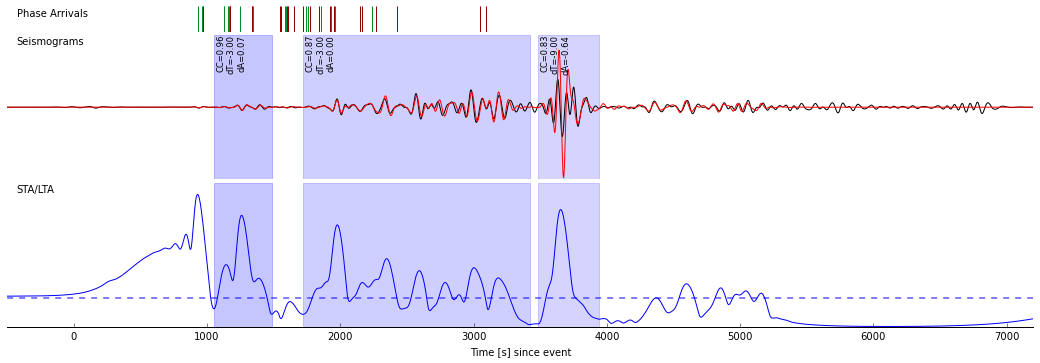 Phase Arrivals
Seismograms
CC=0.96
dT=-3.00
dA=0.07
CC=0.87
dT=-3.00
dA=0.00
CC=0.83
dT=-9.00
dA=-0.64
STA/LTA
0 1000 2000 3000 4000 5000 6000 7000
Time [s] since event